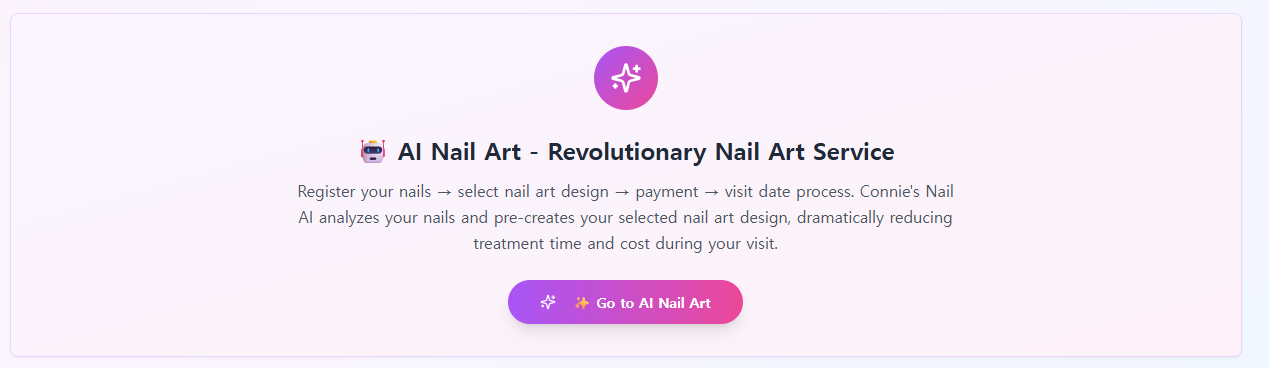 🤖 AI Nail Art - Revolutionary Nail Art Service
Register your nails → select nail art design → payment → visit date process. Connie's Nail
AI analyzes your nails and pre-creates your selected nail art design, dramatically reducing
treatment time and cost during your visit.
✨ Go to AI Nail Art